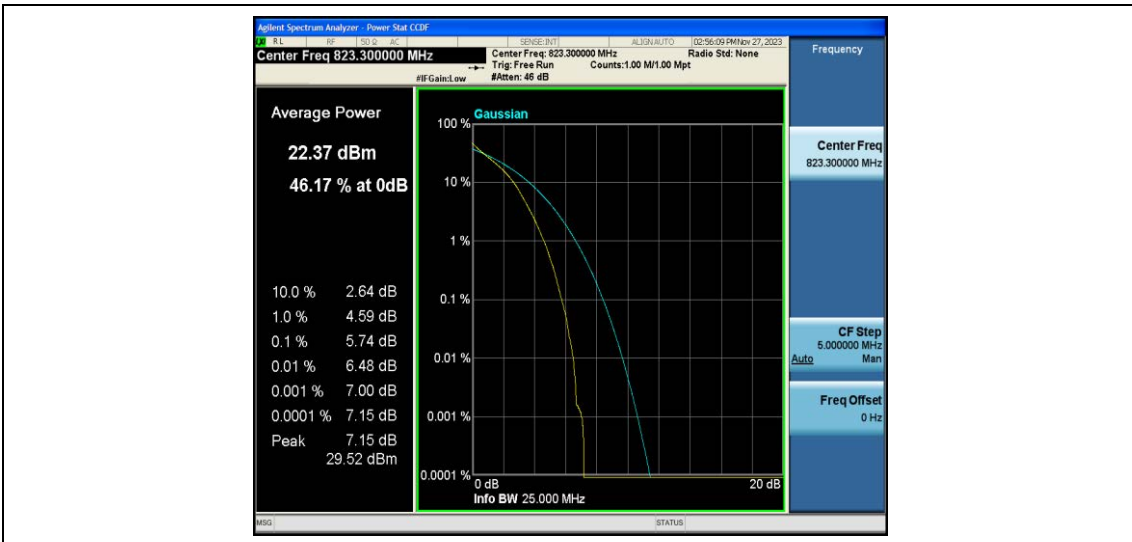 Agilent Spectrum Analyzer - Power Stat CCDF
RL RF 50 Ω AC SENSE:INT ALIGN AUTO 02:56:09 PM Nov 27, 2023
Center Freq 823.300000 MHz
Center Freq: 823.300000 MHz Radio Std: None
Trig: Free Run Counts:1.00 M/1.00 Mpt
#IFGain:Low #Atten: 46 dB
Frequency
Average Power
22.37 dBm
46.17 % at 0dB
10.0 % 2.64 dB
1.0 % 4.59 dB
0.1 % 5.74 dB
0.01 % 6.48 dB
0.001 % 7.00 dB
0.0001 % 7.15 dB
Peak 7.15 dB
29.52 dBm
Gaussian
100 %
10 %
1 %
0.1 %
0.01 %
0.001 %
0.0001 %
0 dB 20 dB
Info BW 25.000 MHz
Center Freq
823.300000 MHz
CF Step
5.000000 MHz
Auto Man
Freq Offset
0 Hz
MSG STATUS